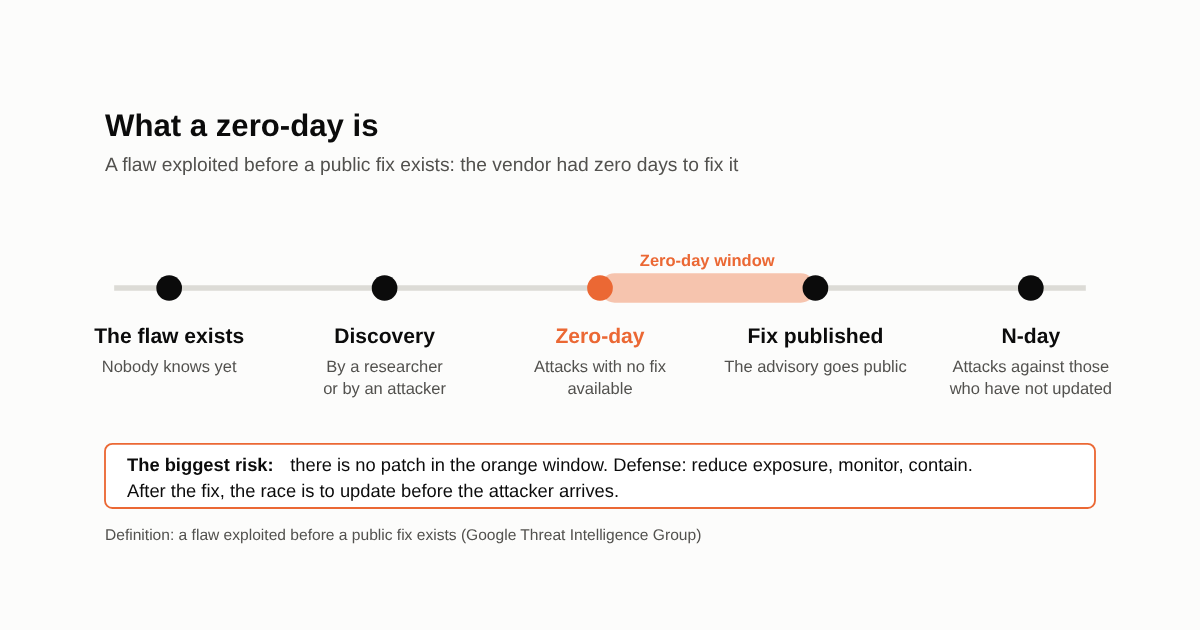 What a zero-day is
A flaw exploited before a public fix exists: the vendor had zero days to fix it
Zero-day window
The flaw exists
Nobody knows yet
Discovery
By a researcher
or by an attacker
Zero-day
Attacks with no fix
available
Fix published
The advisory goes public
N-day
Attacks against those
who have not updated
The biggest risk: there is no patch in the orange window. Defense: reduce exposure, monitor, contain.
After the fix, the race is to update before the attacker arrives.
Definition: a flaw exploited before a public fix exists (Google Threat Intelligence Group)